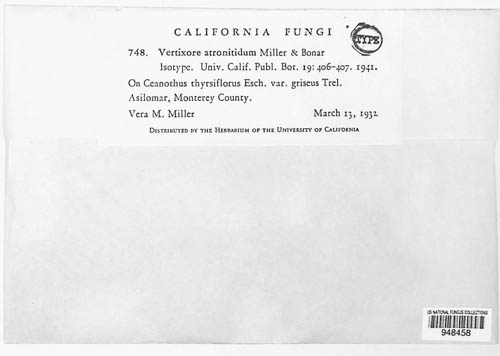 CALIFORNIA FUNGI
TYPE
748. Vertixore atronitidum Miller & Bonar
Isotype. Univ. Calif. Publ. Bot. 19: 406-407. 1941.
On Ceanothus thyrsiflorus Esch. var. griseus Trel.
Asilomar, Monterey County.
Vera M. Miller March 13, 1932
DISTRIBUTED BY THE HERBARIUM OF THE UNIVERSITY OF CALIFORNIA
US NATIONAL FUNGUS COLLECTIONS
948458